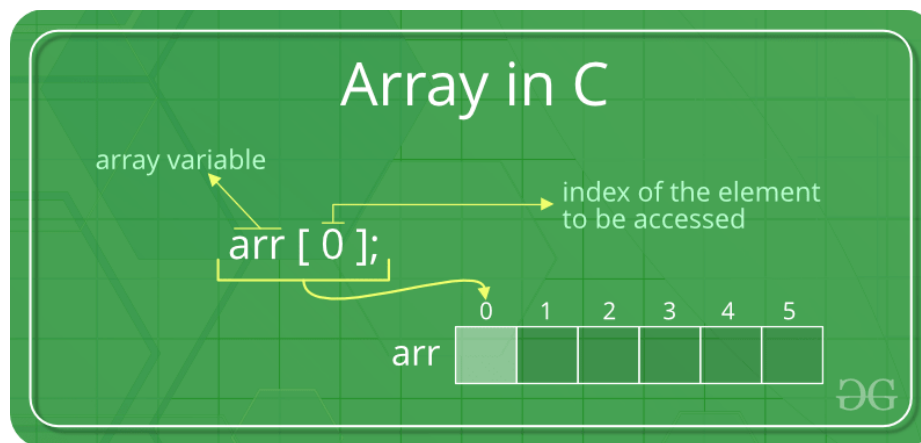 Array in C
array variable
index of the element
to be accessed
arr [ 0 ];
0 1 2 3 4 5
arr
GG